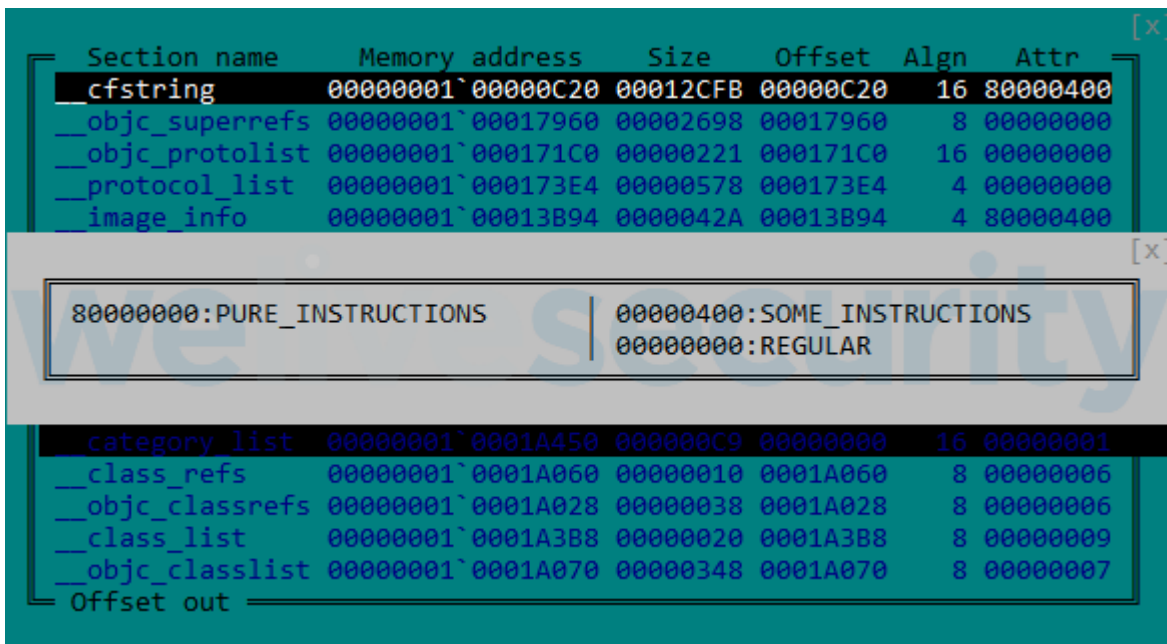 [x]
Section name Memory address Size Offset Algn Attr
__cfstring 00000001`00000C20 00012CFB 00000C20 16 80000400
__objc_superrefs 00000001`00017960 00002698 00017960 8 00000000
__objc_protolist 00000001`000171C0 00000221 000171C0 16 00000000
__protocol_list 00000001`000173E4 00000578 000173E4 4 00000000
__image_info 00000001`00013B94 0000042A 00013B94 4 80000400
[x]
80000000:PURE_INSTRUCTIONS 00000400:SOME_INSTRUCTIONS
00000000:REGULAR
welivesecurity
__category_list 00000001`0001A450 000000C9 00000000 16 00000001
__class_refs 00000001`0001A060 00000010 0001A060 8 00000006
__objc_classrefs 00000001`0001A028 00000038 0001A028 8 00000006
__class_list 00000001`0001A3B8 00000020 0001A3B8 8 00000009
__objc_classlist 00000001`0001A070 00000348 0001A070 8 00000007
Offset out